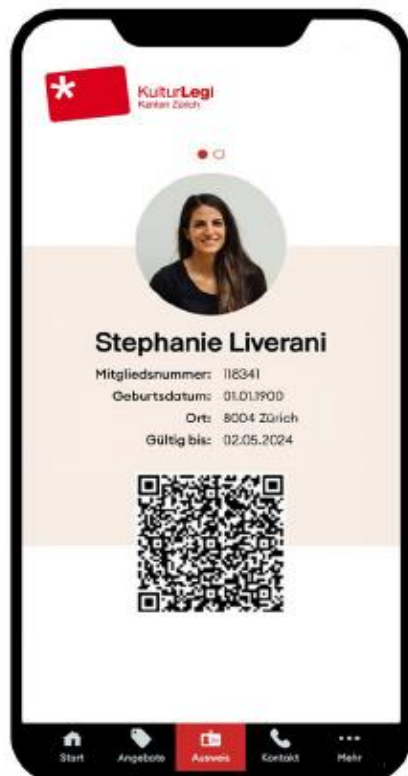 KulturLegi
Kanton Zürich
Stephanie Liverani
Mitgliedsnummer: 118341
Geburtsdatum: 01.01.1900
Ort: 8004 Zürich
Gültig bis: 02.05.2024
Start Angebote Ausweis Kontakt Mehr